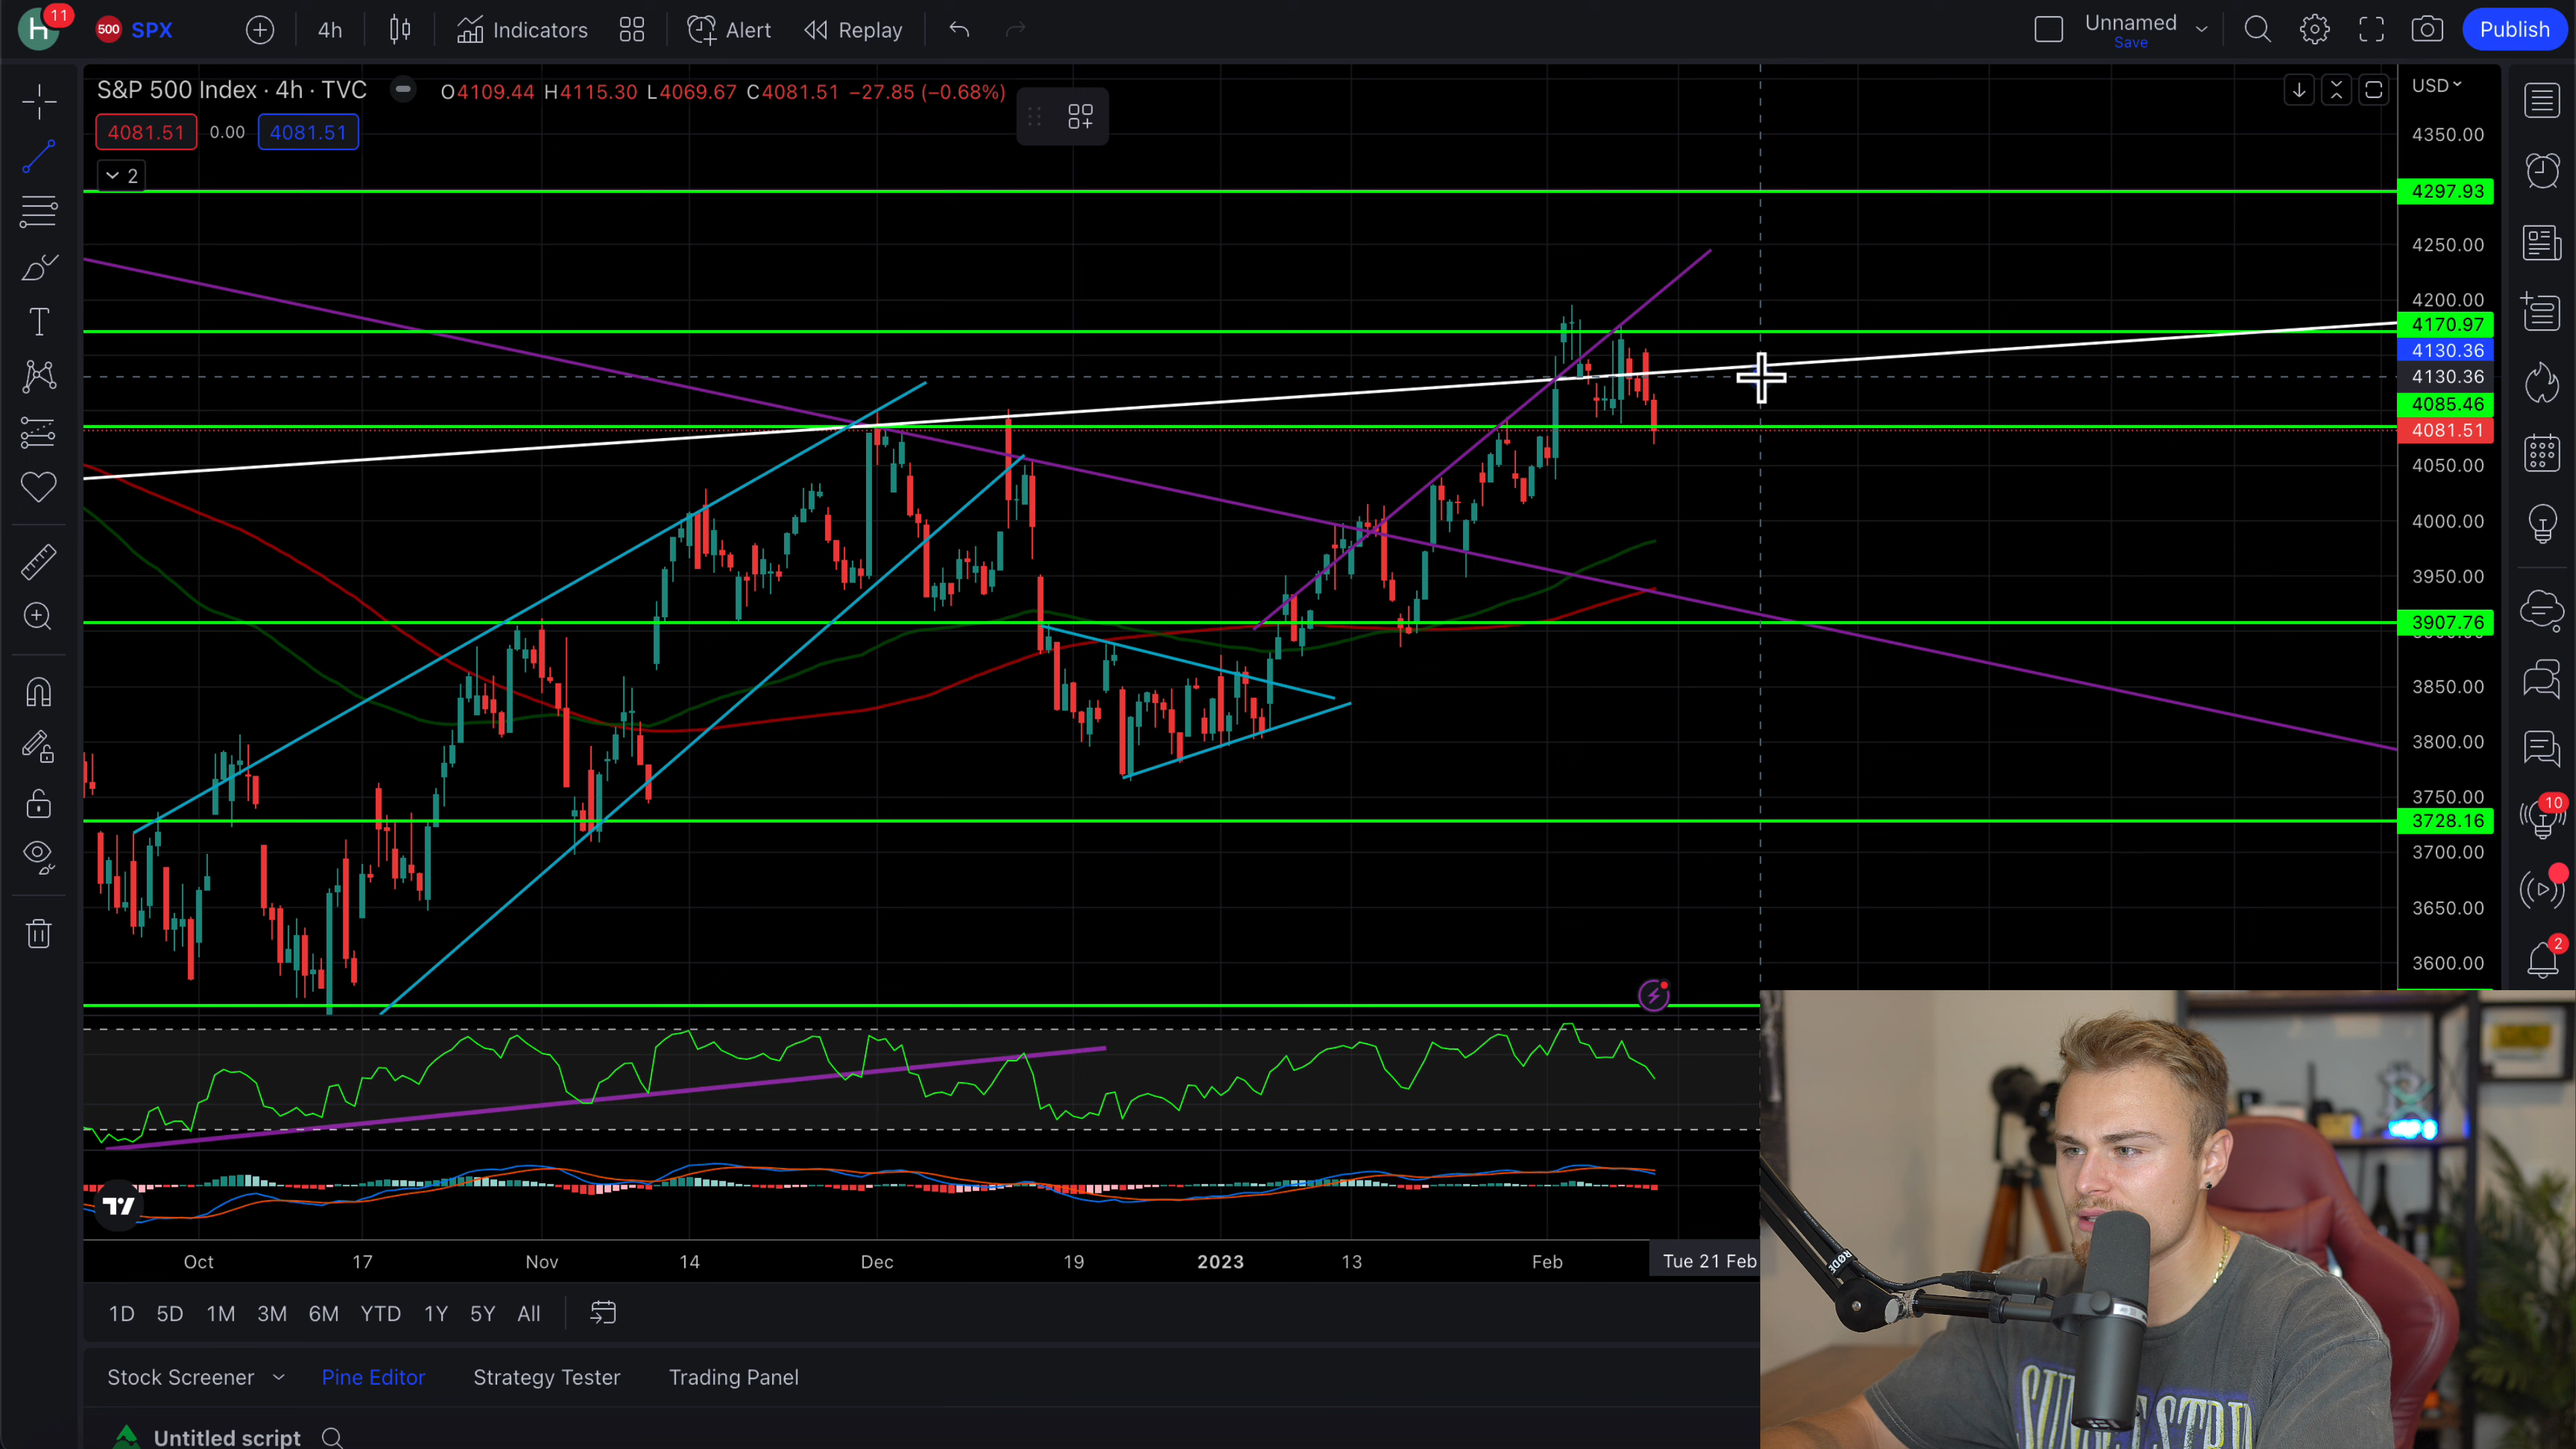 H 11 500 SPX 4h Indicators Alert Replay Unnamed Save Publish
S&P 500 Index · 4h · TVC O4109.44 H4115.30 L4069.67 C4081.51 −27.85 (−0.68%)
4081.51 0.00 4081.51
2
USD
4350.00
4297.93
4250.00
4200.00
4170.97
4130.36
4130.36
4085.46
4081.51
4050.00
4000.00
3950.00
3907.76
3850.00
3800.00
3750.00
3728.16
3700.00
3650.00
3600.00
10
2
Oct 17 Nov 14 Dec 19 2023 13 Feb Tue 21 Feb
1D 5D 1M 3M 6M YTD 1Y 5Y All
Stock Screener Pine Editor Strategy Tester Trading Panel
Untitled script
RØDE